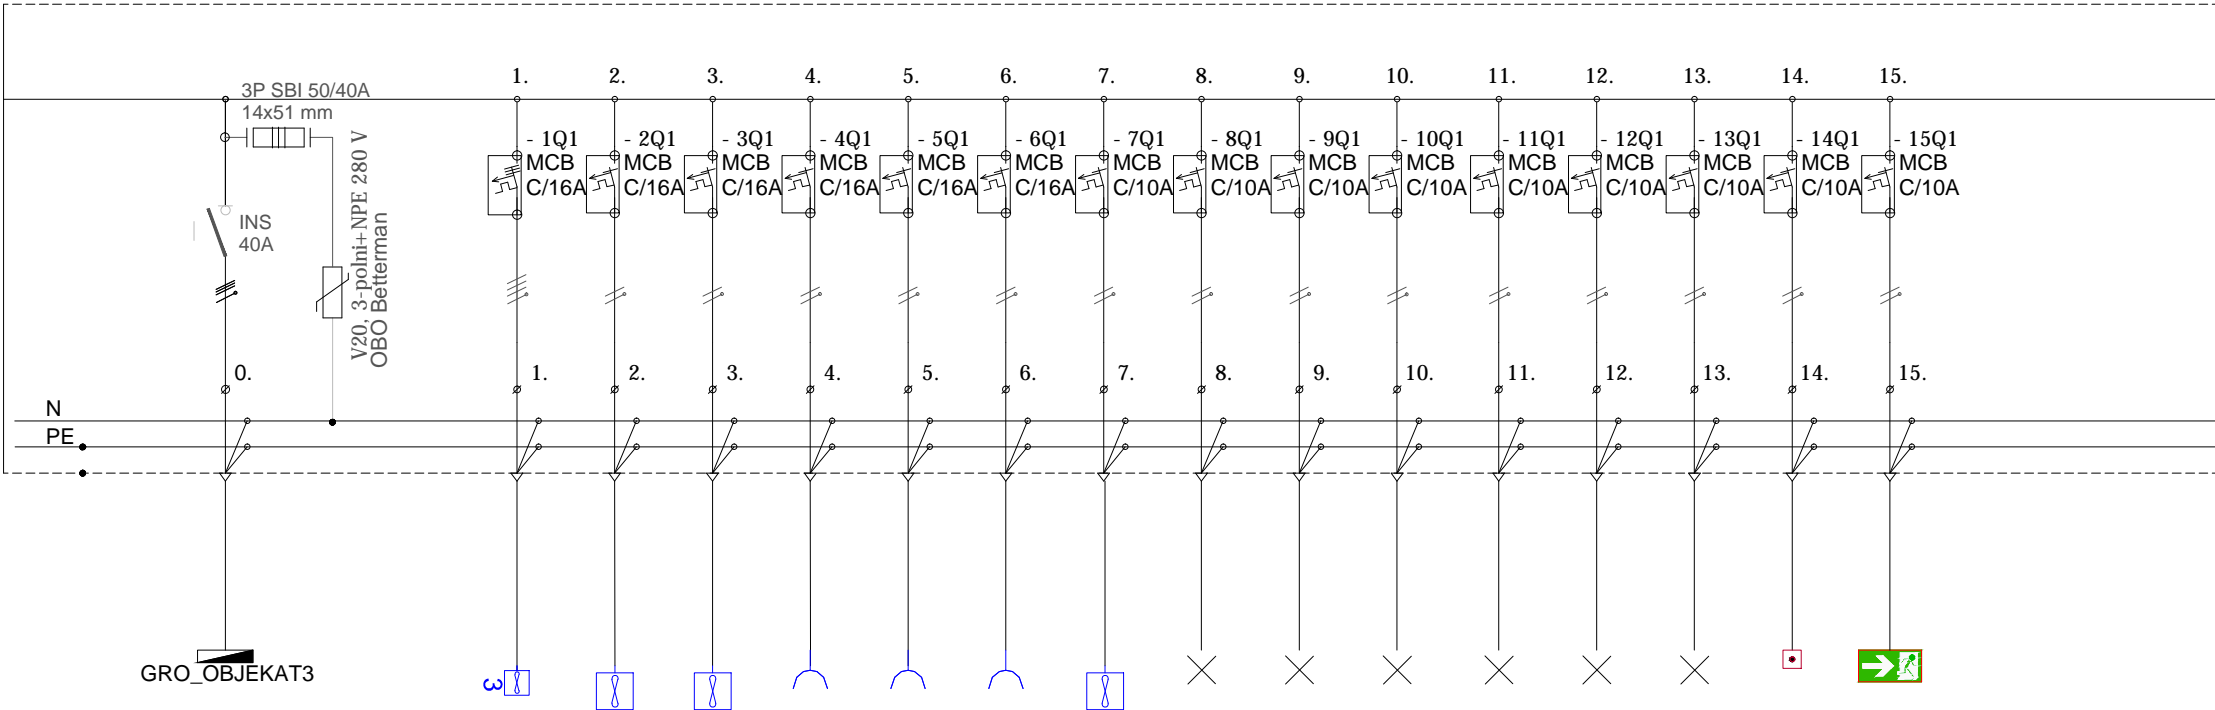 1. 2. 3. 4. 5. 6. 7. 8. 9. 10. 11. 12. 13. 14. 15.
3P SBI 50/40A
14x51 mm
V20, 3-polni+NPE 280 V
OBO Betterman
INS
40A
- 1Q1
MCB
C/16A
- 2Q1
MCB
C/16A
- 3Q1
MCB
C/16A
- 4Q1
MCB
C/16A
- 5Q1
MCB
C/16A
- 6Q1
MCB
C/16A
- 7Q1
MCB
C/10A
- 8Q1
MCB
C/10A
- 9Q1
MCB
C/10A
- 10Q1
MCB
C/10A
- 11Q1
MCB
C/10A
- 12Q1
MCB
C/10A
- 13Q1
MCB
C/10A
- 14Q1
MCB
C/10A
- 15Q1
MCB
C/10A
0. 1. 2. 3. 4. 5. 6. 7. 8. 9. 10. 11. 12. 13. 14. 15.
N
PE
GRO_OBJEKAT3
3